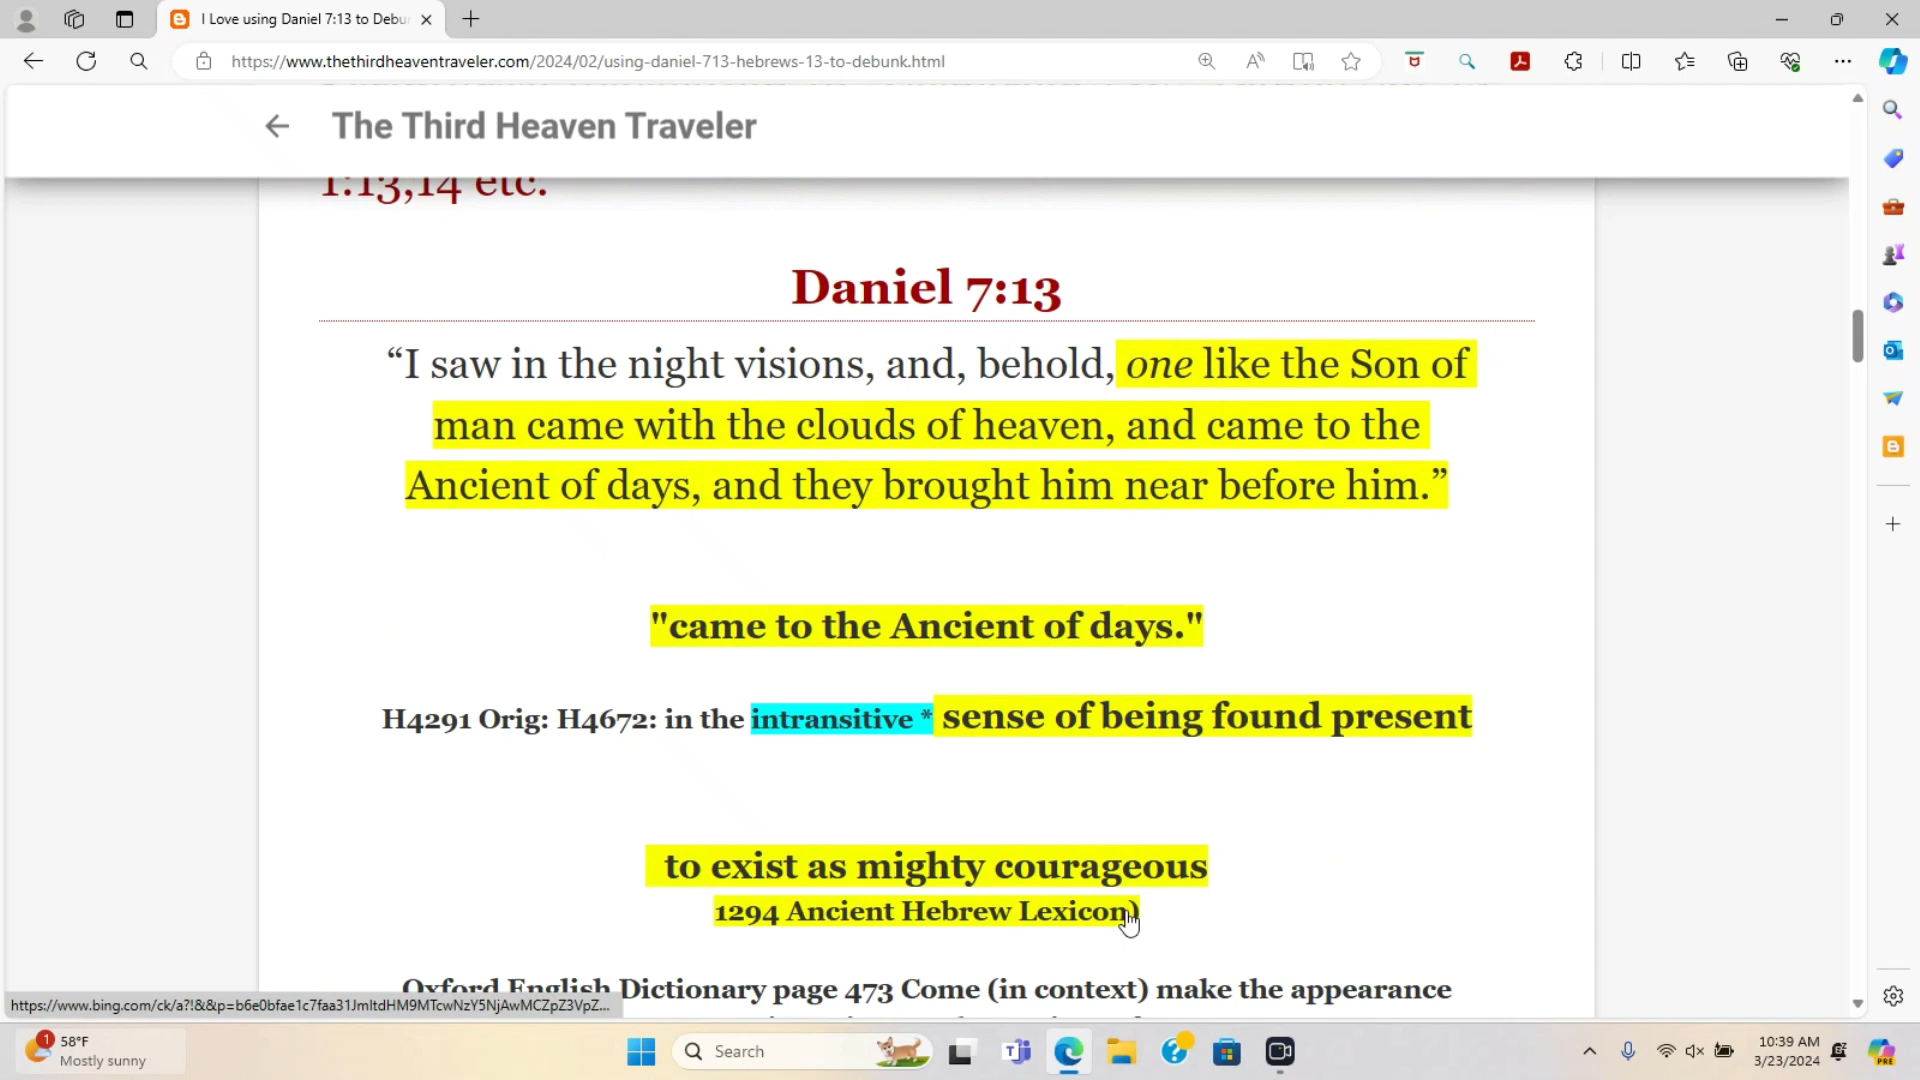 I Love using Daniel 7:13 to Debu
https://www.thethirdheaventraveler.com/2024/02/using-daniel-713-hebrews-13-to-debunk.html
The Third Heaven Traveler
1:13,14 etc.
Daniel 7:13
“I saw in the night visions, and, behold, one like the Son of
man came with the clouds of heaven, and came to the
Ancient of days, and they brought him near before him.”
"came to the Ancient of days."
H4291 Orig: H4672: in the intransitive * sense of being found present
to exist as mighty courageous
1294 Ancient Hebrew Lexicon)
Oxford English Dictionary page 473 Come (in context) make the appearance
https://www.bing.com/ck/a?!&&p=b6e0bfae1c7faa31JmltdHM9MTcwNzY5NjAwMCZpZ3VpZ...
1
58°F
Mostly sunny
Search
PRE
10:39 AM
3/23/2024